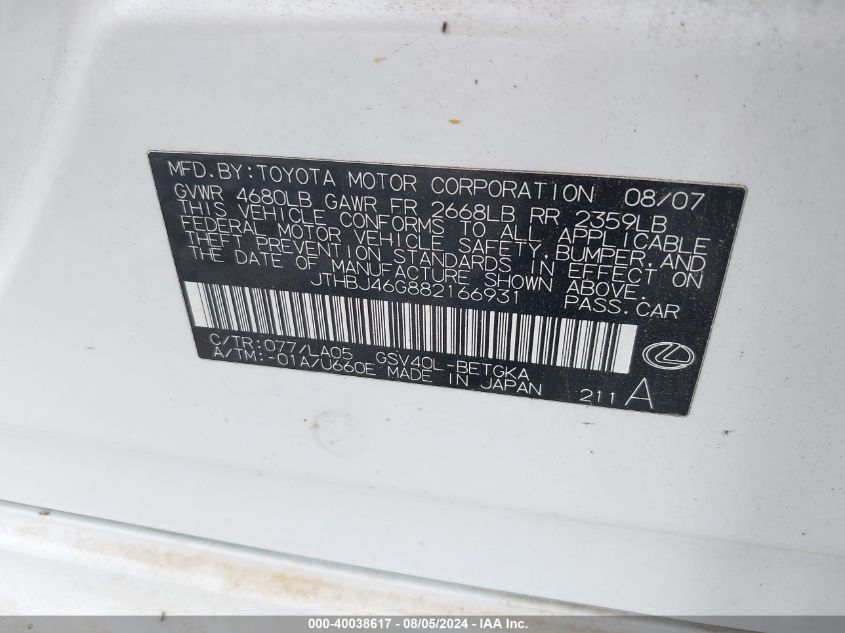 MFD.BY:TOYOTA MOTOR CORPORATION 08/07
GVWR 4680LB GAWR FR 2668LB RR 2359LB
THIS VEHICLE CONFORMS TO ALL APPLICABLE
FEDERAL MOTOR VEHICLE SAFETY,BUMPER,AND
THEFT PREVENTION STANDARDS IN EFFECT ON
THE DATE OF MANUFACTURE SHOWN ABOVE.
JTHBJ46G882166931 PASS.CAR
C/TR:077/LA05 GSV40L-BETGKA
A/TM:-01A/U660E MADE IN JAPAN 211A
000-40038617 - 08/05/2024 - IAA Inc.